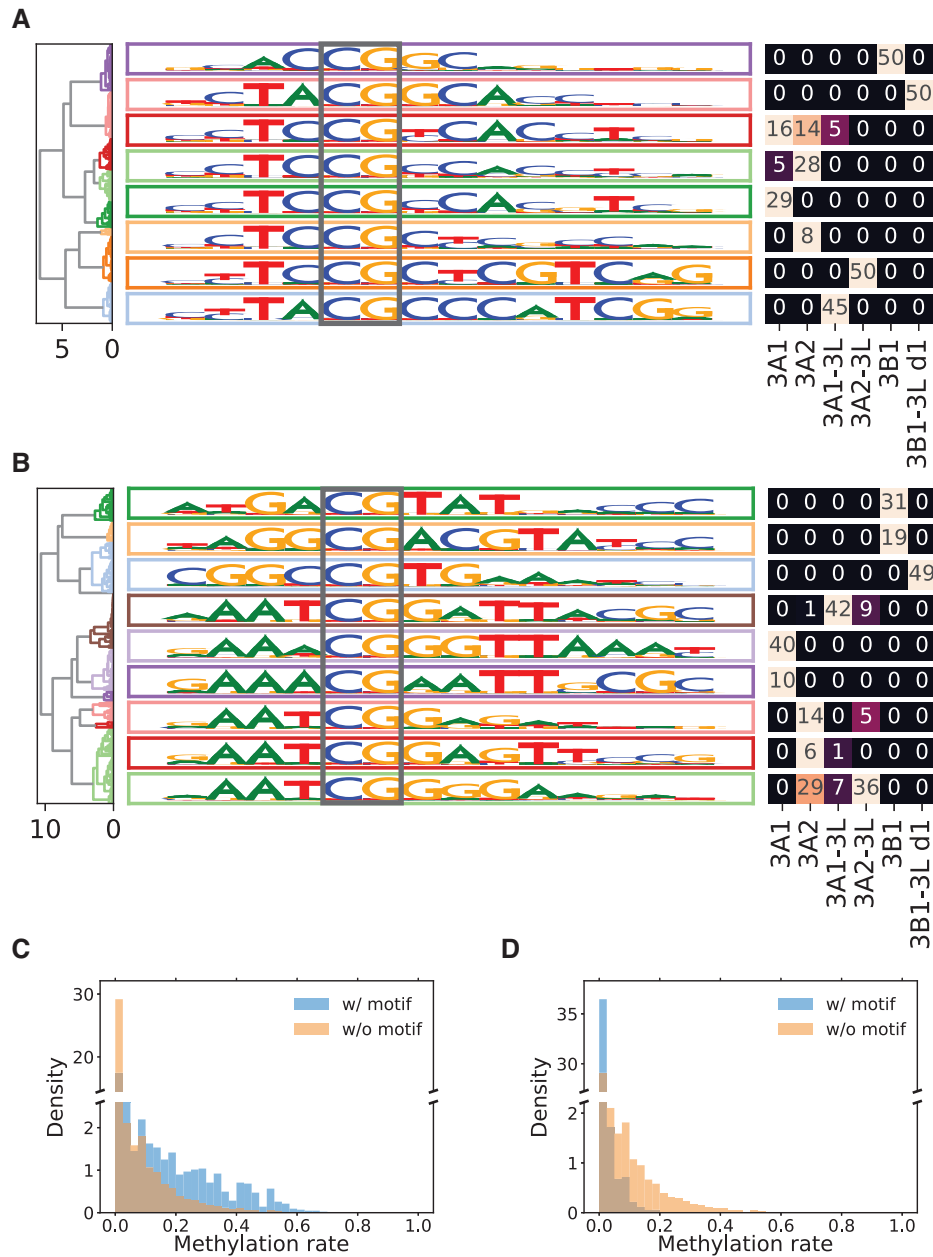 A
A C C G G C
0 0 0 0 50 0
C T A C G G C A C C
0 0 0 0 0 50
C T C C G T C A C C T C
16 14 5 0 0 0
C T C C G C C A C C
5 28 0 0 0 0
C T C C G C C A C G T C
29 0 0 0 0 0
C T C C G C T C
0 8 0 0 0 0
T C C G C T C G T C A G
0 0 0 50 0 0
T A C G C C C A T C G G
0 0 45 0 0 0
5 0
3A1
3A2
3A1-3L
3A2-3L
3B1
3B1-3L d1
B
A T G A C G T A T A C C C
0 0 0 0 31 0
T A G G C G A C G T A T C C
0 0 0 0 19 0
C G G C C G T G A A
0 0 0 0 0 49
A A A T C G G A T T A C G C
0 1 42 9 0 0
G A A A C G G G T T A A A T
40 0 0 0 0 0
G A A A C G A A T T G C G C
10 0 0 0 0 0
A A T C G G A G A T
0 14 0 5 0 0
G A A T C G G A G T T C C G
0 6 1 0 0 0
A A T C G G G G A
0 29 7 36 0 0
10 0
3A1
3A2
3A1-3L
3A2-3L
3B1
3B1-3L d1
C
30
20
2
1
0
Density
w/ motif
w/o motif
0.0 0.2 0.4 0.6 0.8 1.0
Methylation rate
D
35
30
2
1
0
Density
w/ motif
w/o motif
0.0 0.2 0.4 0.6 0.8 1.0
Methylation rate